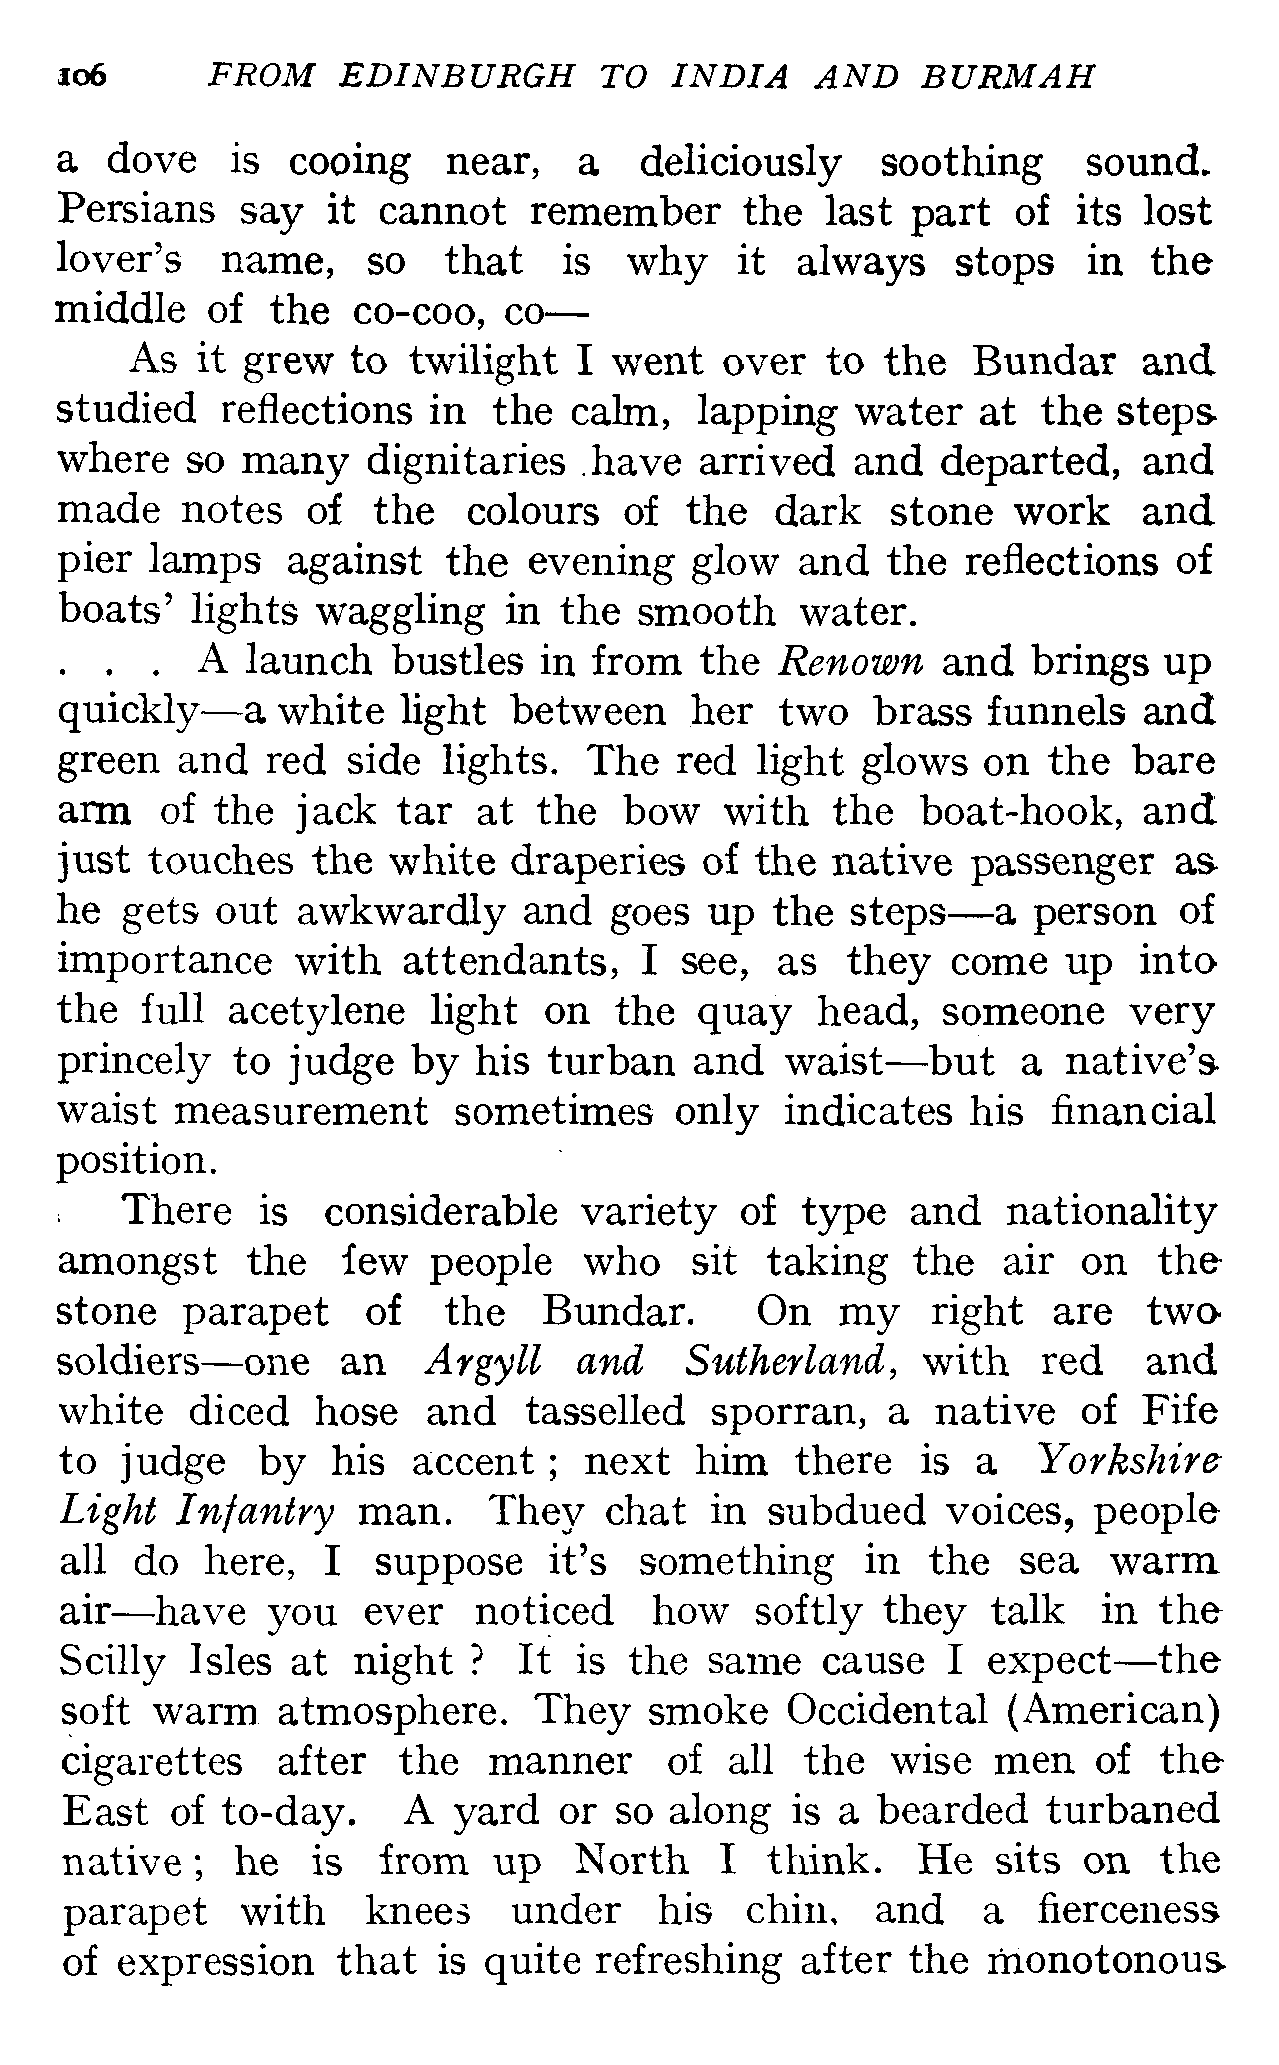 106 FROM EDINBURGH TO INDIA AND BURMAH
a dove is cooing near, a deliciously soothing sound.
Persians say it cannot remember the last part of its lost
lover's name, so that is why it always stops in the
middle of the co-coo, co—
As it grew to twilight I went over to the Bundar and
studied reflections in the calm, lapping water at the steps
where so many dignitaries have arrived and departed, and
made notes of the colours of the dark stone work and
pier lamps against the evening glow and the reflections of
boats' lights waggling in the smooth water.
. . . A launch bustles in from the Renown and brings up
quickly—a white light between her two brass funnels and
green and red side lights. The red light glows on the bare
arm of the jack tar at the bow with the boat-hook, and
just touches the white draperies of the native passenger as
he gets out awkwardly and goes up the steps—a person of
importance with attendants, I see, as they come up into
the full acetylene light on the quay head, someone very
princely to judge by his turban and waist—but a native's
waist measurement sometimes only indicates his financial
position.
There is considerable variety of type and nationality
amongst the few people who sit taking the air on the
stone parapet of the Bundar. On my right are two
soldiers—one an Argyll and Sutherland, with red and
white diced hose and tasselled sporran, a native of Fife
to judge by his accent ; next him there is a Yorkshire
Light Infantry man. They chat in subdued voices, people
all do here, I suppose it's something in the sea warm
air—have you ever noticed how softly they talk in the
Scilly Isles at night ? It is the same cause I expect—the
soft warm atmosphere. They smoke Occidental (American)
cigarettes after the manner of all the wise men of the
East of to-day. A yard or so along is a bearded turbaned
native ; he is from up North I think. He sits on the
parapet with knees under his chin, and a fierceness
of expression that is quite refreshing after the monotonous